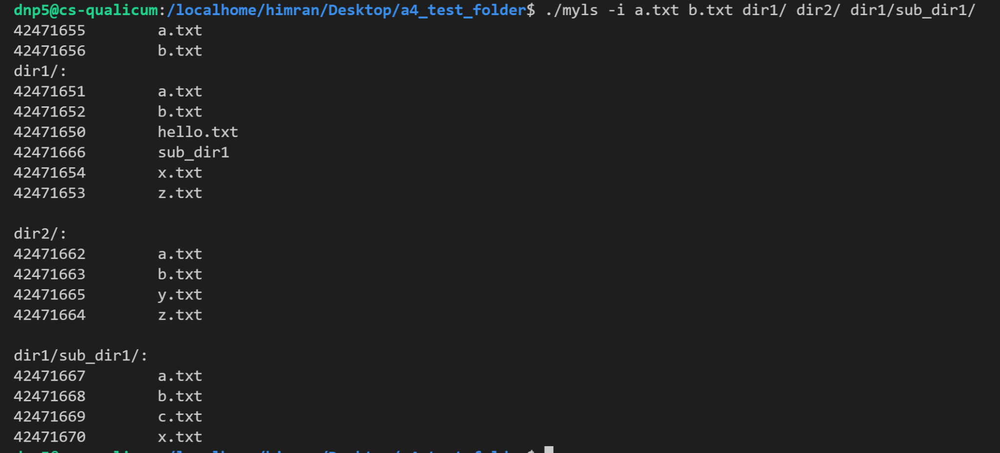 dnp5@cs-qualicum:/localhome/himran/Desktop/a4_test_folder$ ./myls -i a.txt b.txt dir1/ dir2/ dir1/sub_dir1/
42471655        a.txt
42471656        b.txt
dir1/:
42471651        a.txt
42471652        b.txt
42471650        hello.txt
42471666        sub_dir1
42471654        x.txt
42471653        z.txt

dir2/:
42471662        a.txt
42471663        b.txt
42471665        y.txt
42471664        z.txt

dir1/sub_dir1/:
42471667        a.txt
42471668        b.txt
42471669        c.txt
42471670        x.txt